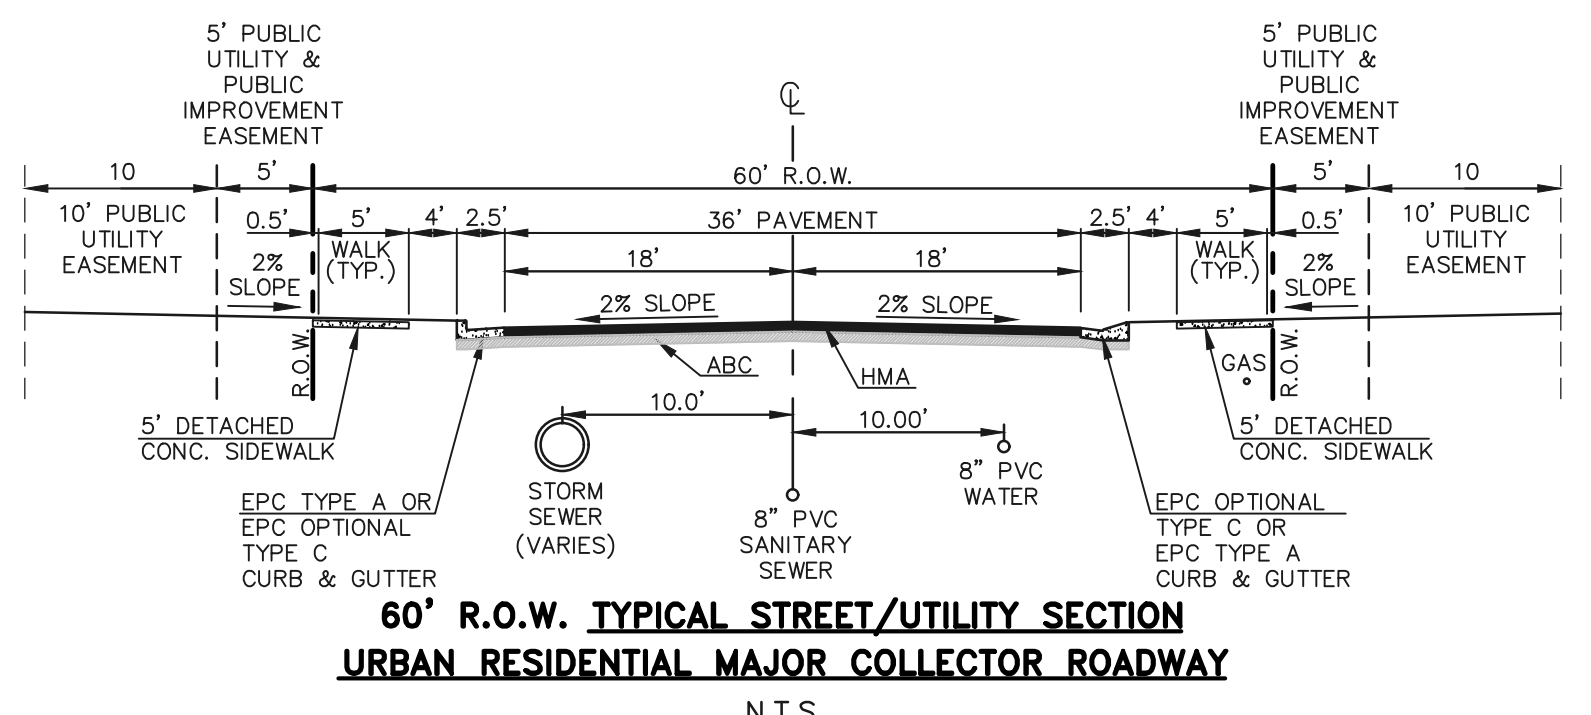 5' PUBLIC
UTILITY &
PUBLIC
IMPROVEMENT
EASEMENT
5' PUBLIC
UTILITY &
PUBLIC
IMPROVEMENT
EASEMENT
℄
10
5'
60' R.O.W.
5'
10
10' PUBLIC
UTILITY
EASEMENT
0.5'
5'
WALK
(TYP.)
4'
2.5'
36' PAVEMENT
2.5'
4'
5'
WALK
(TYP.)
0.5'
10' PUBLIC
UTILITY
EASEMENT
18'
18'
2%
SLOPE
2% SLOPE
2% SLOPE
2%
SLOPE
R.O.W.
ABC
HMA
GAS
R.O.W.
10.0'
10.00'
5' DETACHED
CONC. SIDEWALK
5' DETACHED
CONC. SIDEWALK
EPC TYPE A OR
EPC OPTIONAL
TYPE C
CURB & GUTTER
STORM
SEWER
(VARIES)
8" PVC
SANITARY
SEWER
8" PVC
WATER
EPC OPTIONAL
TYPE C OR
EPC TYPE A
CURB & GUTTER
60' R.O.W. TYPICAL STREET/UTILITY SECTION
URBAN RESIDENTIAL MAJOR COLLECTOR ROADWAY
N.T.S.